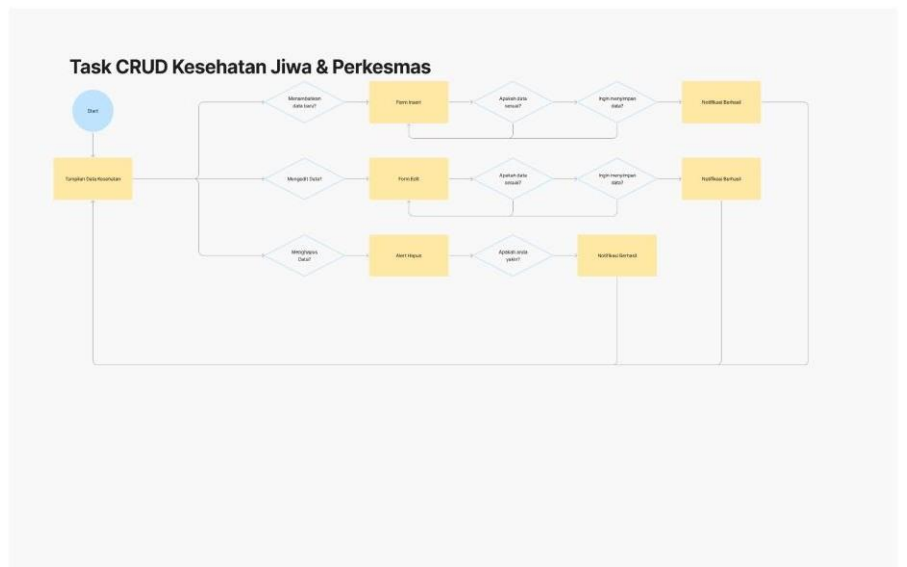 Task CRUD Kesehatan Jiwa & Perkesmas
Start
Tampilan Data Kesehatan
Menambahkan
data baru?
Form Insert
Apakah data
sesuai?
Ingin menyimpan
data?
Notifikasi Berhasil
Mengedit Data?
Form Edit
Apakah data
sesuai?
Ingin menyimpan
data?
Notifikasi Berhasil
Menghapus
Data?
Alert Hapus
Apakah anda
yakin?
Notifikasi Berhasil